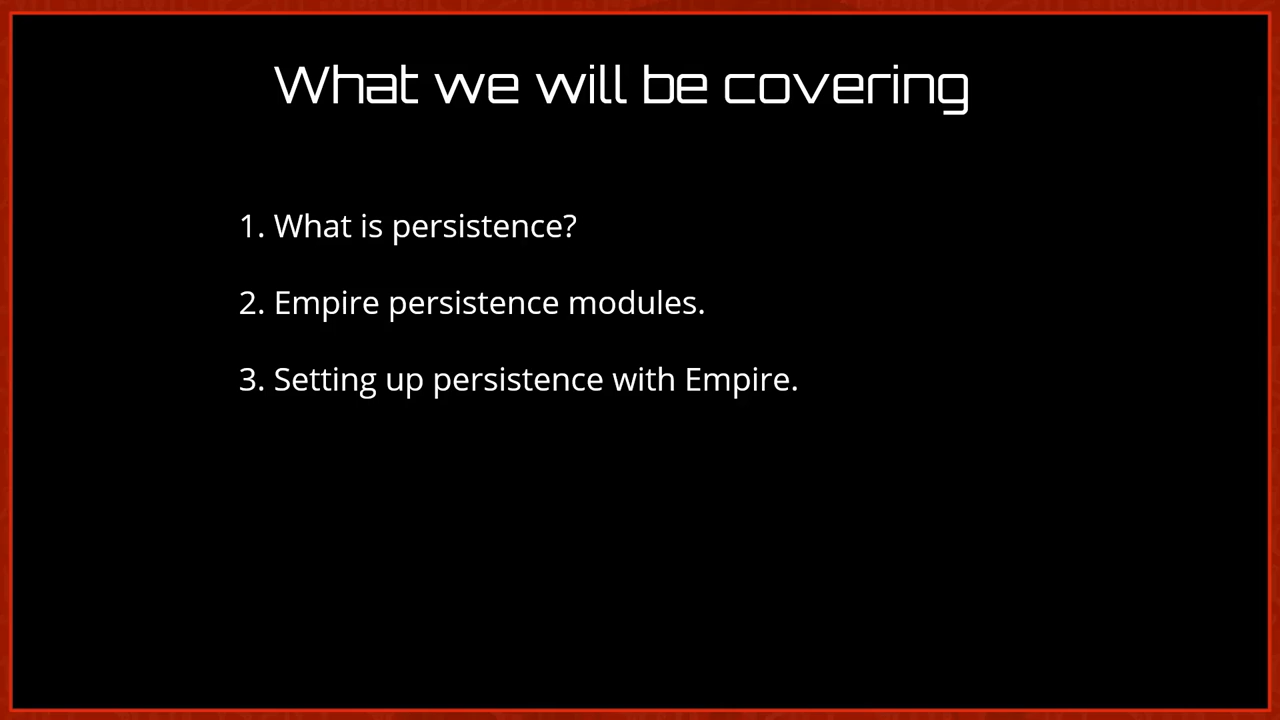 What we will be covering
1. What is persistence?
2. Empire persistence modules.
3. Setting up persistence with Empire.